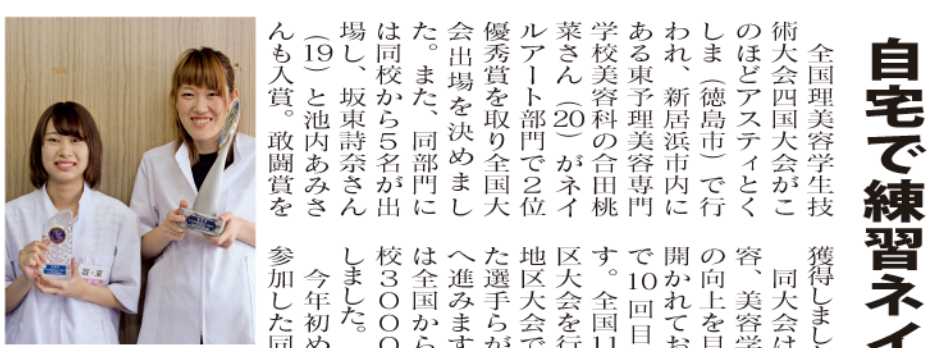 自宅で練習ネイ
全国理美容学生技
術大会四国大会がこ
のほどアスティとく
しま（徳島市）で行
われ、新居浜市内に
ある東予理美容専門
学校美容科の合田桃
菜さん（20）がネイ
ルアート部門で２位
優秀賞を取り全国大
会出場を決めまし
た。また、同部門に
は同校から５名が出
場し、坂東詩奈さん
（19）と池内あみさ
んも入賞。敢闘賞を
獲得しまし
同大会は
容、美容学
の向上を目
開かれてお
で10回目
す。全国11
区大会を行
地区大会で
た選手らが
へ進みます
は全国から
校３０００
しました。
今年初め
参加した同